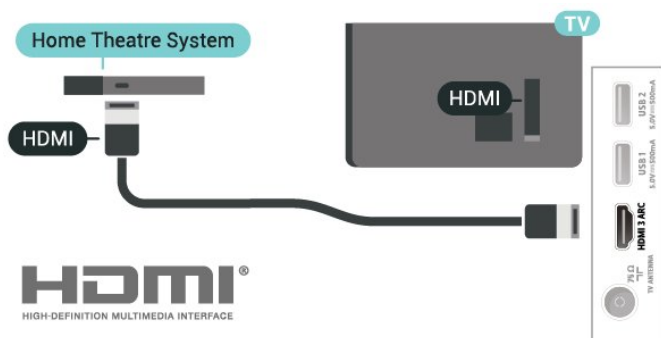 Home Theatre System
TV
HDMI
HDMI
USB 2
5.0V⎓500mA
USB 1
5.0V⎓500mA
HDMI 3 ARC
75 Ω
TV ANTENNA
HDMI®
HIGH-DEFINITION MULTIMEDIA INTERFACE